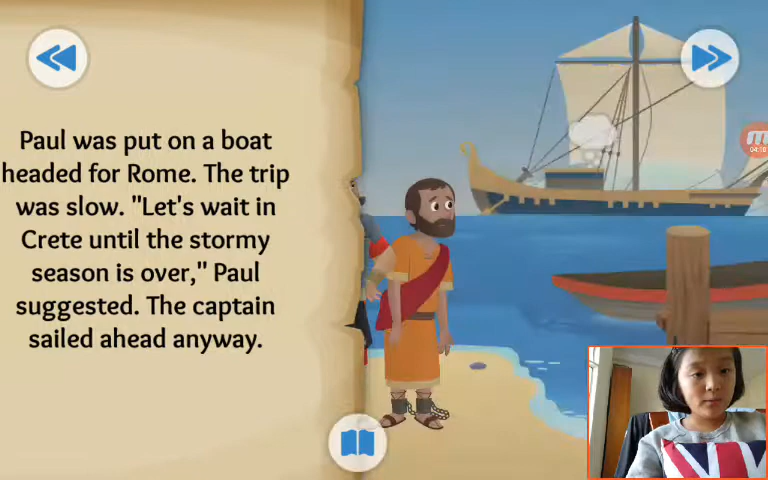 Paul was put on a boat
headed for Rome. The trip
was slow. "Let's wait in
Crete until the stormy
season is over," Paul
suggested. The captain
sailed ahead anyway.